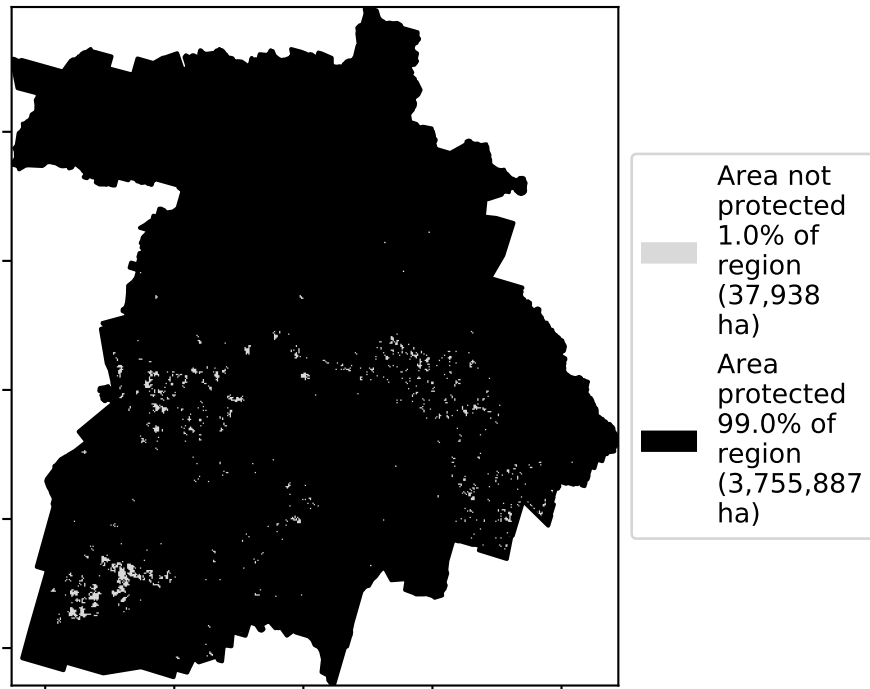 Area not
protected
1.0% of
region
(37,938
ha)
Area
protected
99.0% of
region
(3,755,887
ha)